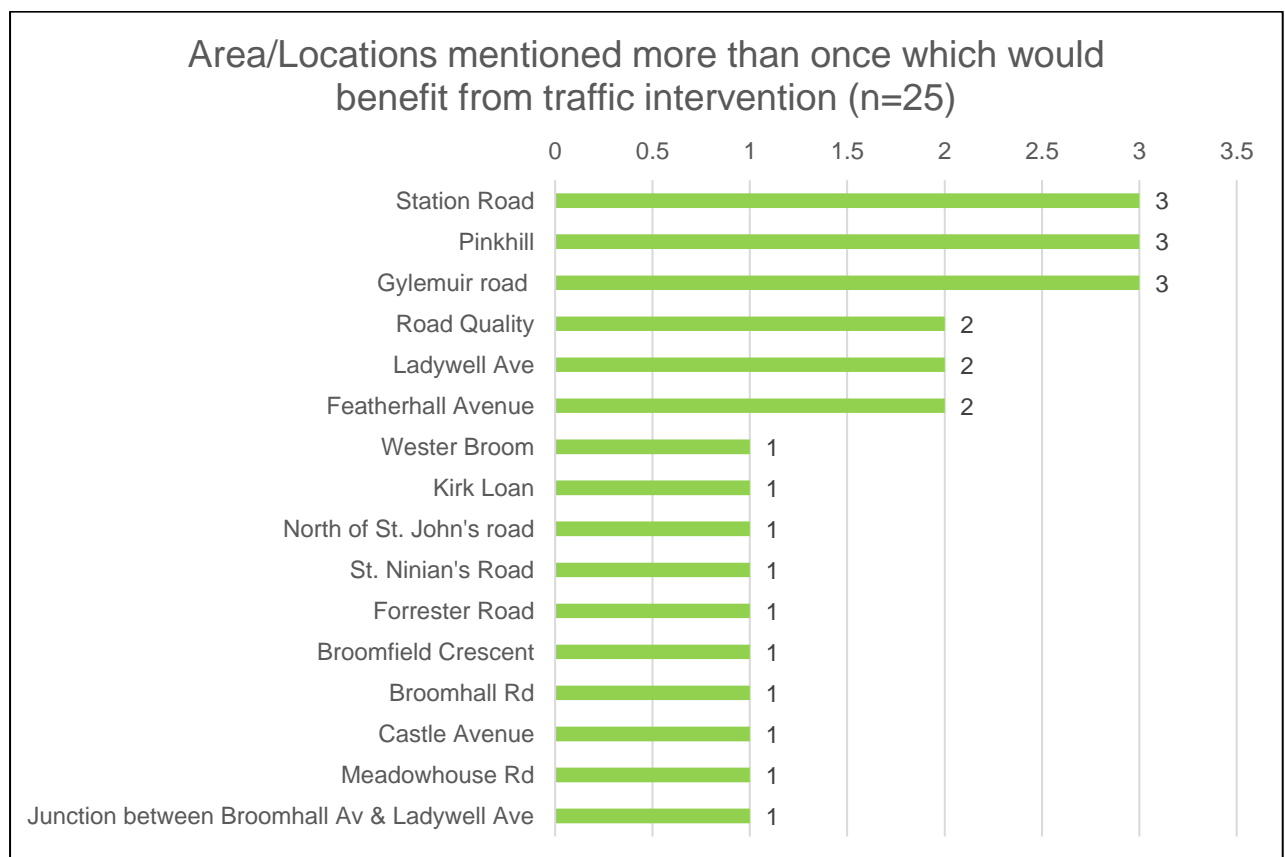 Area/Locations mentioned more than once which would
benefit from traffic intervention (n=25)
0 0.5 1 1.5 2 2.5 3 3.5
Station Road 3
Pinkhill 3
Gylemuir road 3
Road Quality 2
Ladywell Ave 2
Featherhall Avenue 2
Wester Broom 1
Kirk Loan 1
North of St. John's road 1
St. Ninian's Road 1
Forrester Road 1
Broomfield Crescent 1
Broomhall Rd 1
Castle Avenue 1
Meadowhouse Rd 1
Junction between Broomhall Av & Ladywell Ave 1